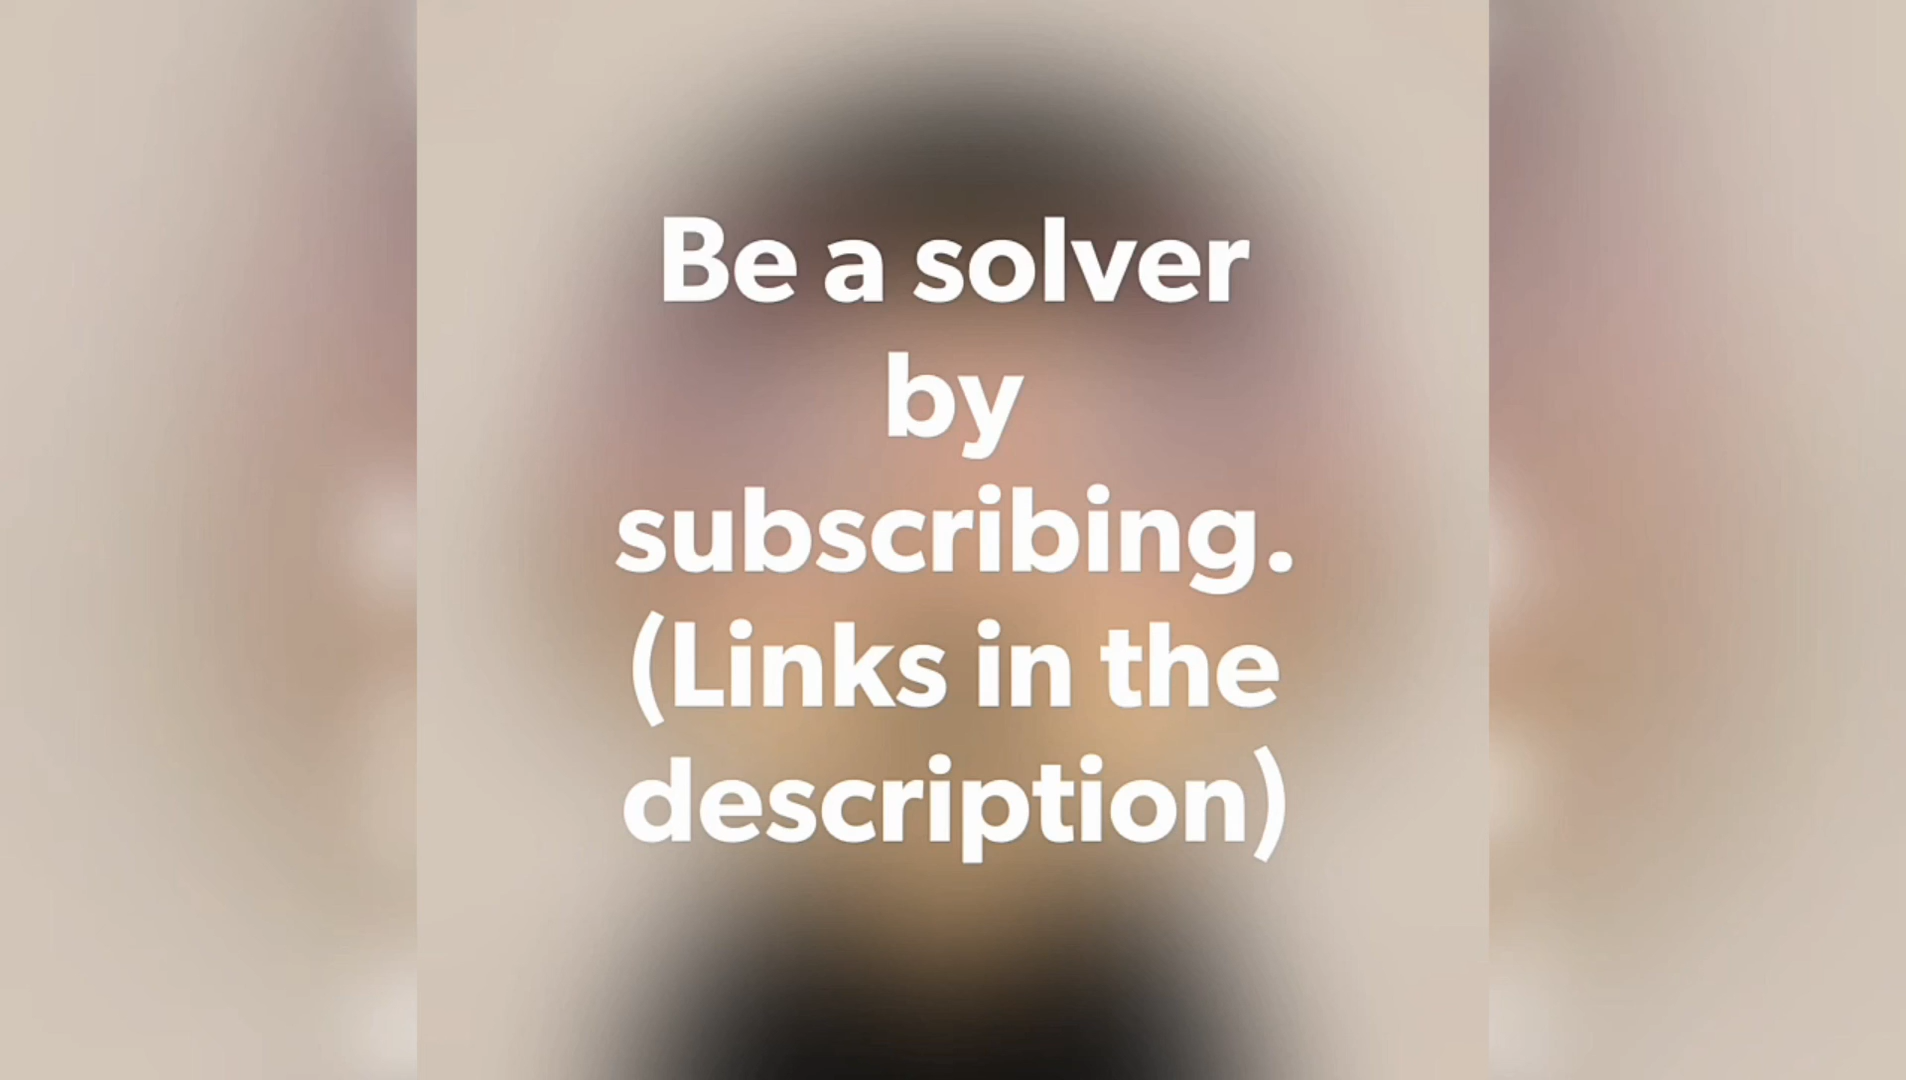 Be a solver
by
subscribing.
(Links in the
description)